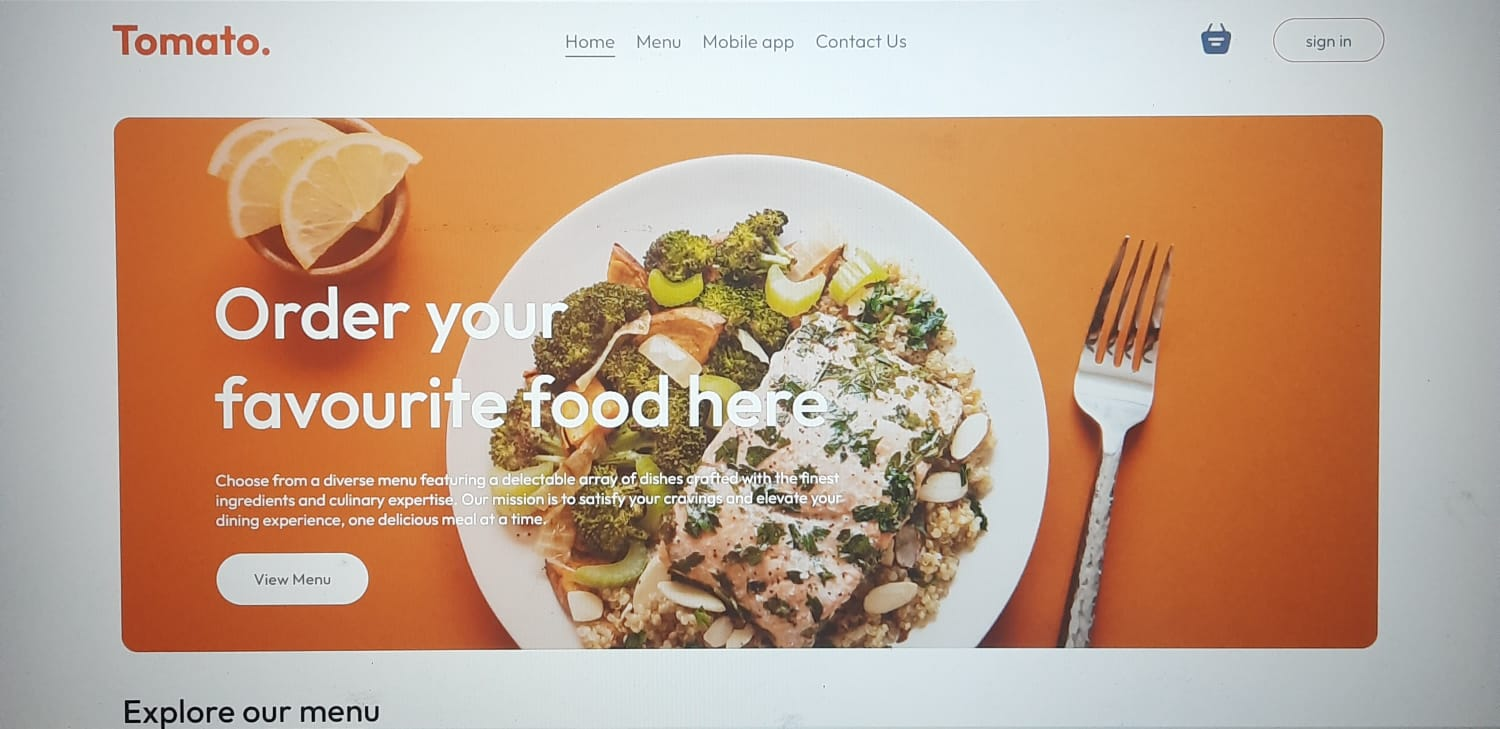 Tomato.
Home Menu Mobile app Contact Us
sign in
Order your
favourite food here
Choose from a diverse menu featuring a delectable array of dishes crafted with the finest
ingredients and culinary expertise. Our mission is to satisfy your cravings and elevate your
dining experience, one delicious meal at a time.
View Menu
Explore our menu